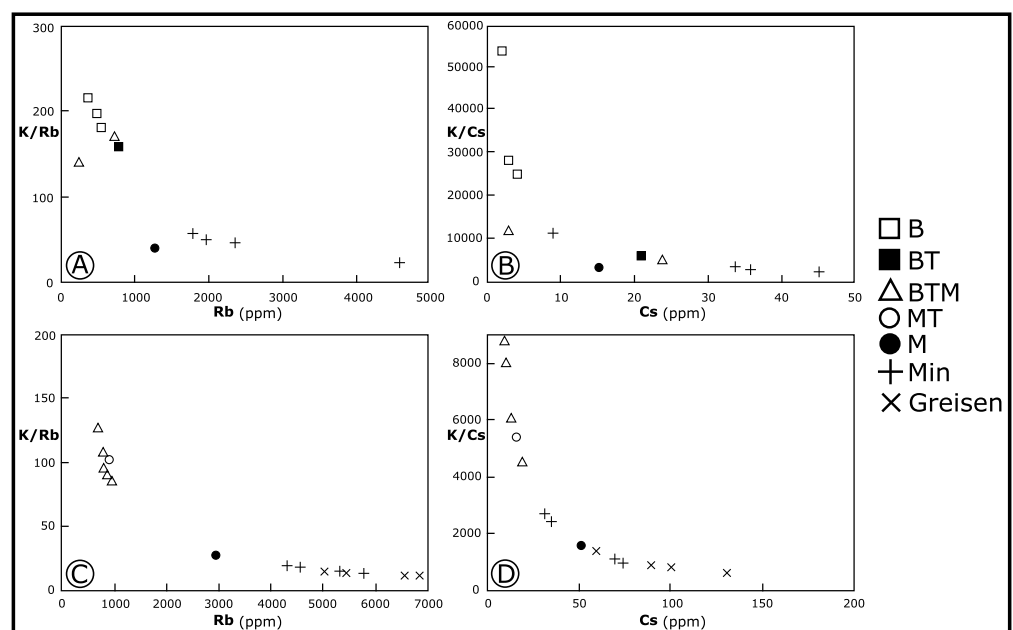 300
200
K/Rb
100
0
A
0 1000 2000 3000 4000 5000
Rb (ppm)
60000
50000
40000
K/Cs
30000
20000
10000
0
B
0 10 20 30 40 50
Cs (ppm)
200
150
K/Rb
100
50
0
C
0 1000 2000 3000 4000 5000 6000 7000
Rb (ppm)
8000
6000
K/Cs
4000
2000
0
D
0 50 100 150 200
Cs (ppm)
B
BT
BTM
MT
M
Min
Greisen